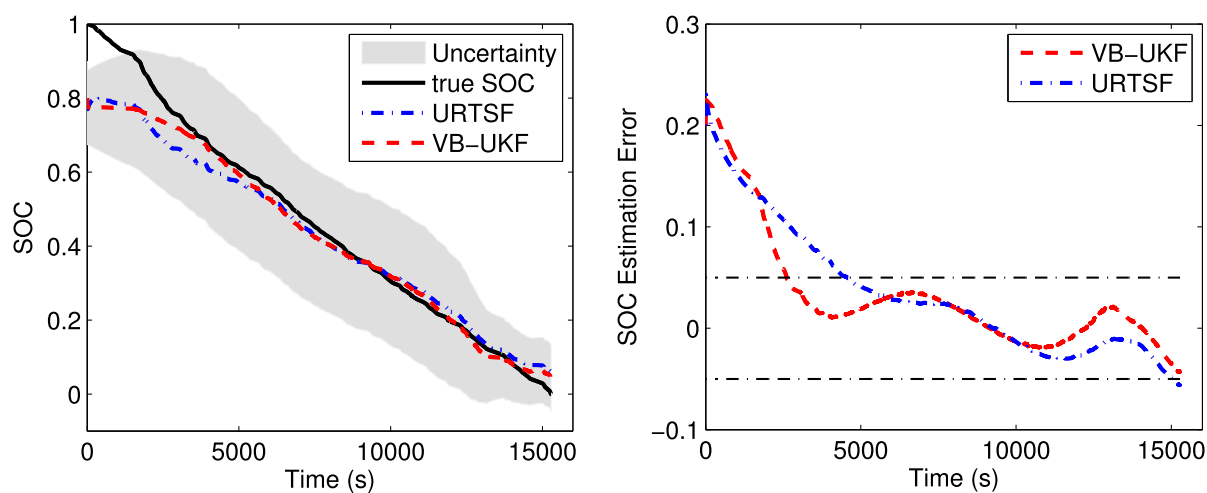 1
0.8
0.6
0.4
0.2
0
SOC
0
5000
10000
15000
Time (s)
Uncertainty
true SOC
URTSF
VB−UKF
0.3
0.2
0.1
0
−0.1
SOC Estimation Error
0
5000
10000
15000
Time (s)
VB−UKF
URTSF